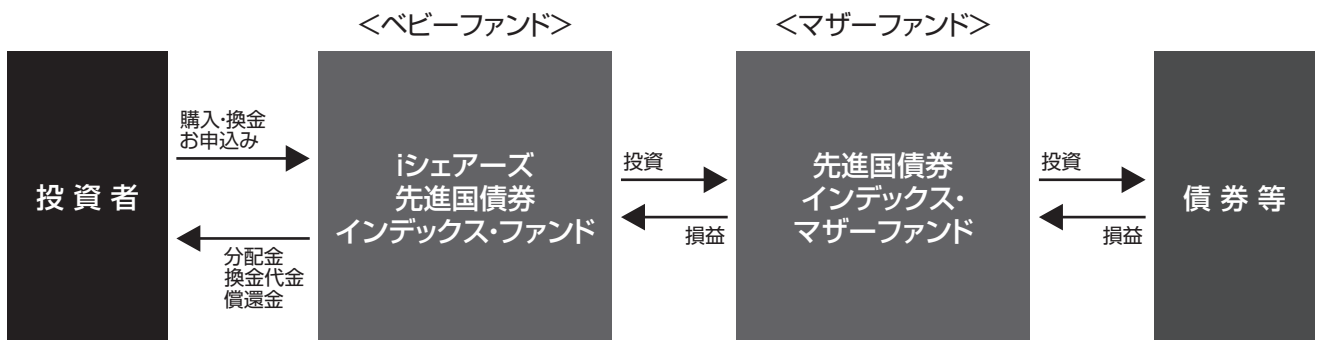 <ベビーファンド>
<マザーファンド>
投資者
購入・換金
お申込み
分配金
換金代金
償還金
iシェアーズ
先進国債券
インデックス・ファンド
投資
損益
先進国債券
インデックス・
マザーファンド
投資
損益
債券等